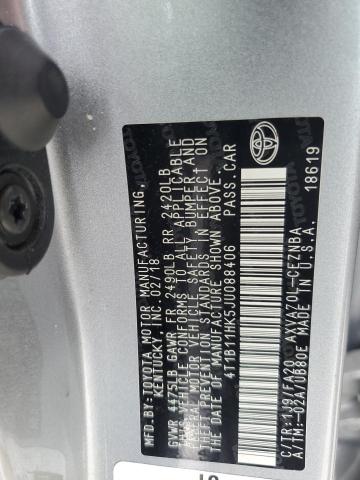 MFD.BY:TOYOTA MOTOR MANUFACTURING,
KENTUCKY, INC. 02/18
GVWR 4475LB GAWR FR 2490LB RR 2420LB
THIS VEHICLE CONFORMS TO ALL APPLICABLE
FEDERAL MOTOR VEHICLE SAFETY, BUMPER AND
THEFT PREVENTION STANDARDS IN EFFECT ON
THE DATE OF MANUFACTURE SHOWN ABOVE.
4T1B11HK5JU088406 PASS.CAR
C/TR:1J9/FA20 AXVA70L-CEZNBA
A/TM:-02A/UB80E MADE IN U.S.A.
18619